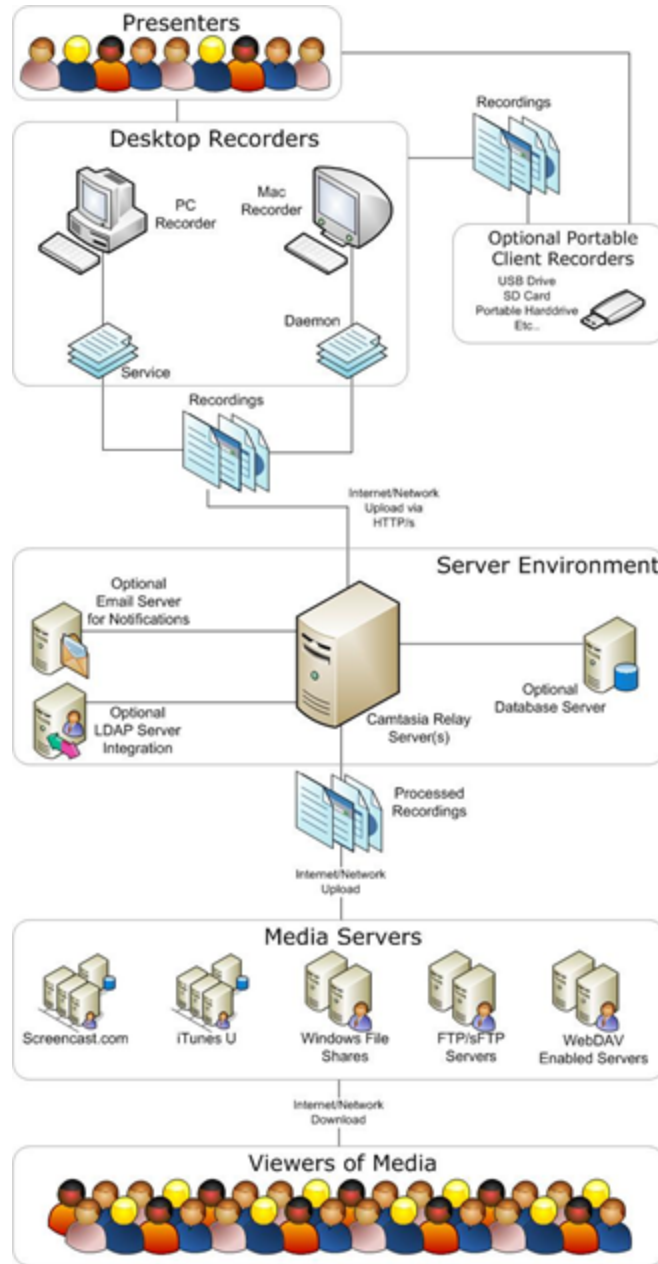 Presenters
Recordings
Desktop Recorders
PC
Recorder
Mac
Recorder
Optional Portable
Client Recorders
USB Drive
SD Card
Portable Harddrive
Etc..
Daemon
Service
Recordings
Internet/Network
Upload via
HTTP/s
Server Environment
Optional
Email Server
for Notifications
Optional
LDAP Server
Integration
Camtasia Relay
Server(s)
Optional
Database Server
Processed
Recordings
Internet/Network
Upload
Media Servers
Screencast.com
iTunes U
Windows File
Shares
FTP/sFTP
Servers
WebDAV
Enabled Servers
Internet/Network
Download
Viewers of Media